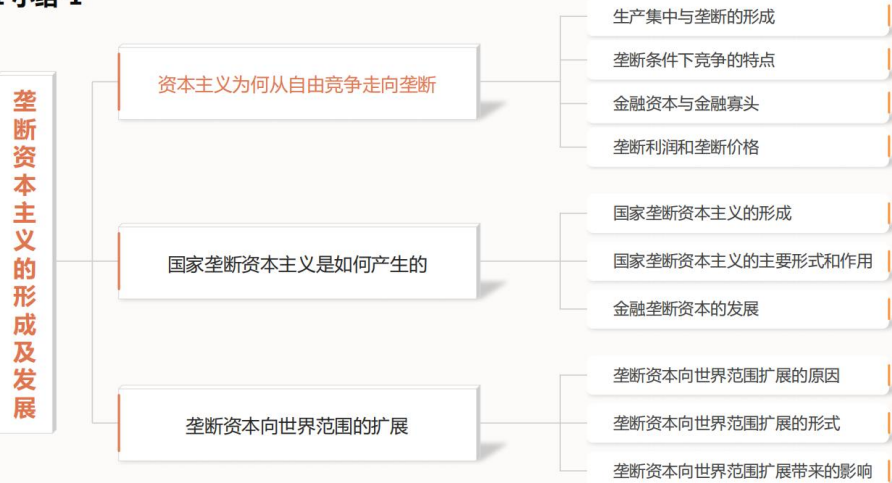 小结 1
垄断资本主义的形成及发展
资本主义为何从自由竞争走向垄断
生产集中与垄断的形成
垄断条件下竞争的特点
金融资本与金融寡头
垄断利润和垄断价格
国家垄断资本主义是如何产生的
国家垄断资本主义的形成
国家垄断资本主义的主要形式和作用
金融垄断资本的发展
垄断资本向世界范围的扩展
垄断资本向世界范围扩展的原因
垄断资本向世界范围扩展的形式
垄断资本向世界范围扩展带来的影响